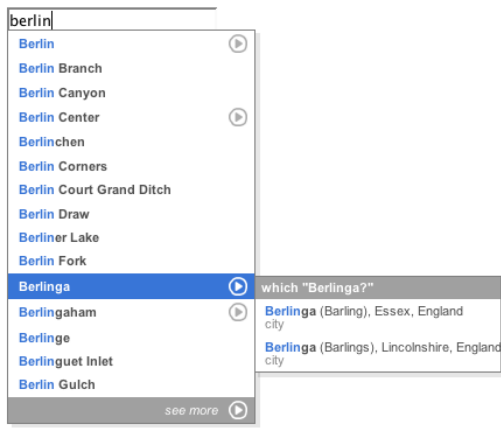 berlin
Berlin
Berlin Branch
Berlin Canyon
Berlin Center
Berlinchen
Berlin Corners
Berlin Court Grand Ditch
Berlin Draw
Berliner Lake
Berlin Fork
Berlinga
Berlingaham
Berlinge
Berlinguet Inlet
Berlin Gulch
see more
which "Berlinga?"
Berlinga (Barling), Essex, England
city
Berlinga (Barlings), Lincolnshire, England
city